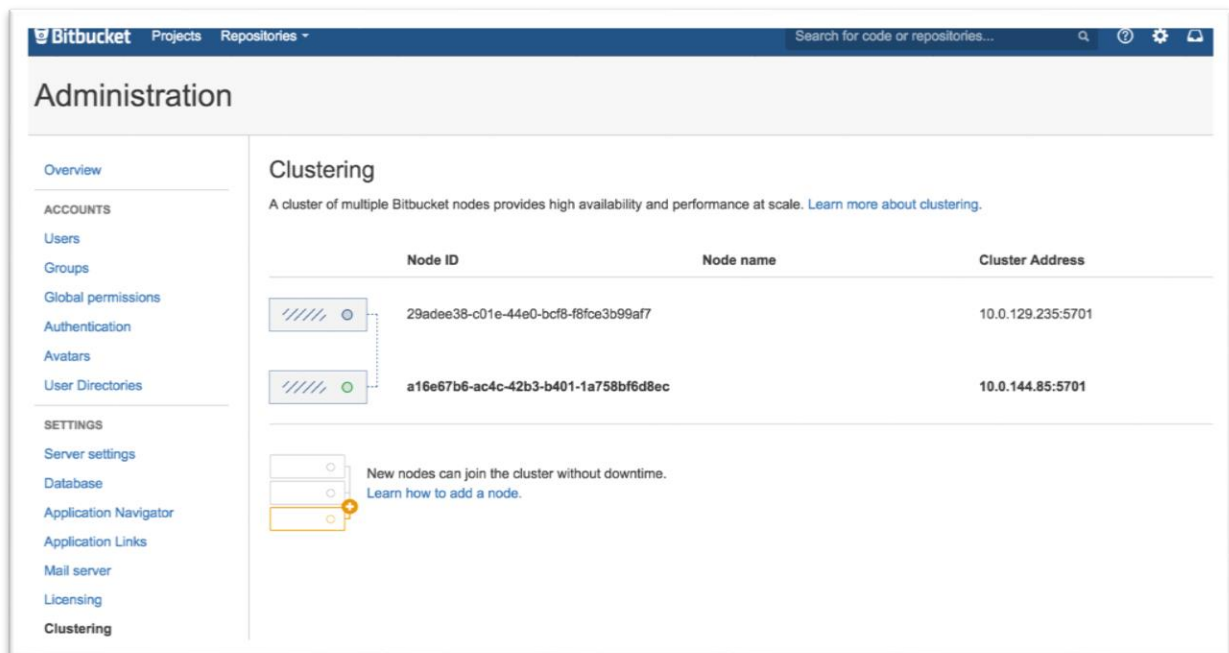 Bitbucket Projects Repositories Search for code or repositories...
Administration
Overview
ACCOUNTS
Users
Groups
Global permissions
Authentication
Avatars
User Directories
SETTINGS
Server settings
Database
Application Navigator
Application Links
Mail server
Licensing
Clustering
Clustering
A cluster of multiple Bitbucket nodes provides high availability and performance at scale. Learn more about clustering.
Node ID Node name Cluster Address
29adee38-c01e-44e0-bcf8-f8fce3b99af7 10.0.129.235:5701
a16e67b6-ac4c-42b3-b401-1a758bf6d8ec 10.0.144.85:5701
New nodes can join the cluster without downtime.
Learn how to add a node.